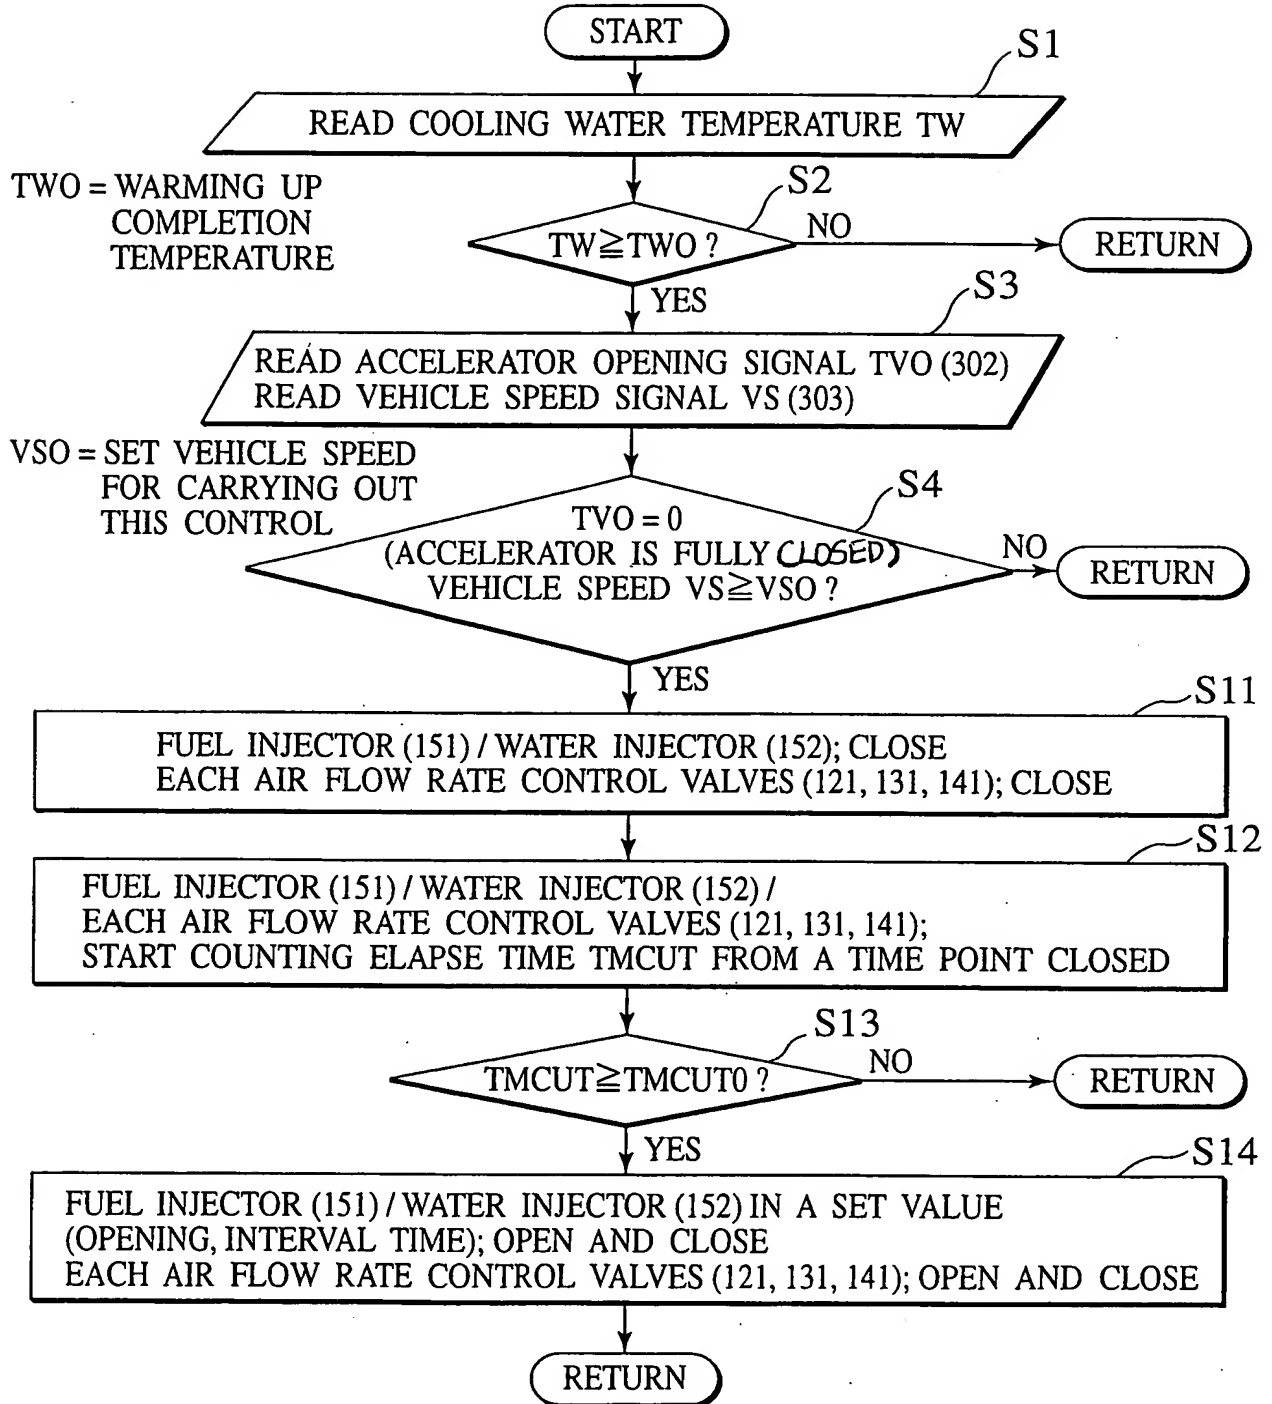 START
S1
READ COOLING WATER TEMPERATURE TW
TWO = WARMING UP
COMPLETION
TEMPERATURE
S2
TW≧TWO ?
NO
RETURN
YES
S3
READ ACCELERATOR OPENING SIGNAL TVO (302)
READ VEHICLE SPEED SIGNAL VS (303)
VSO = SET VEHICLE SPEED
FOR CARRYING OUT
THIS CONTROL
S4
TVO = 0
(ACCELERATOR IS FULLY CLOSED)
VEHICLE SPEED VS≧VSO ?
NO
RETURN
YES
S11
FUEL INJECTOR (151) / WATER INJECTOR (152); CLOSE
EACH AIR FLOW RATE CONTROL VALVES (121, 131, 141); CLOSE
S12
FUEL INJECTOR (151) / WATER INJECTOR (152) /
EACH AIR FLOW RATE CONTROL VALVES (121, 131, 141);
START COUNTING ELAPSE TIME TMCUT FROM A TIME POINT CLOSED
S13
TMCUT≧TMCUT0 ?
NO
RETURN
YES
S14
FUEL INJECTOR (151) / WATER INJECTOR (152) IN A SET VALUE
(OPENING, INTERVAL TIME); OPEN AND CLOSE
EACH AIR FLOW RATE CONTROL VALVES (121, 131, 141); OPEN AND CLOSE
RETURN